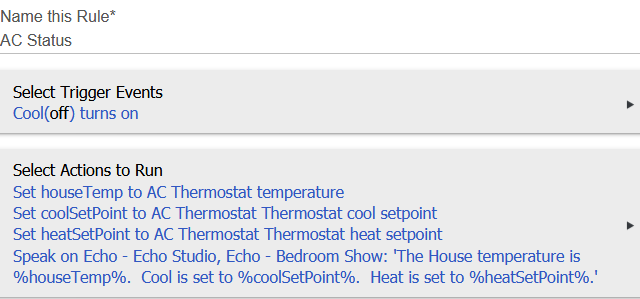 Name this Rule*
AC Status
Select Trigger Events
Cool(off) turns on
Select Actions to Run
Set houseTemp to AC Thermostat temperature
Set coolSetPoint to AC Thermostat Thermostat cool setpoint
Set heatSetPoint to AC Thermostat Thermostat heat setpoint
Speak on Echo - Echo Studio, Echo - Bedroom Show: 'The House temperature is
%houseTemp%.  Cool is set to %coolSetPoint%.  Heat is set to %heatSetPoint%.'